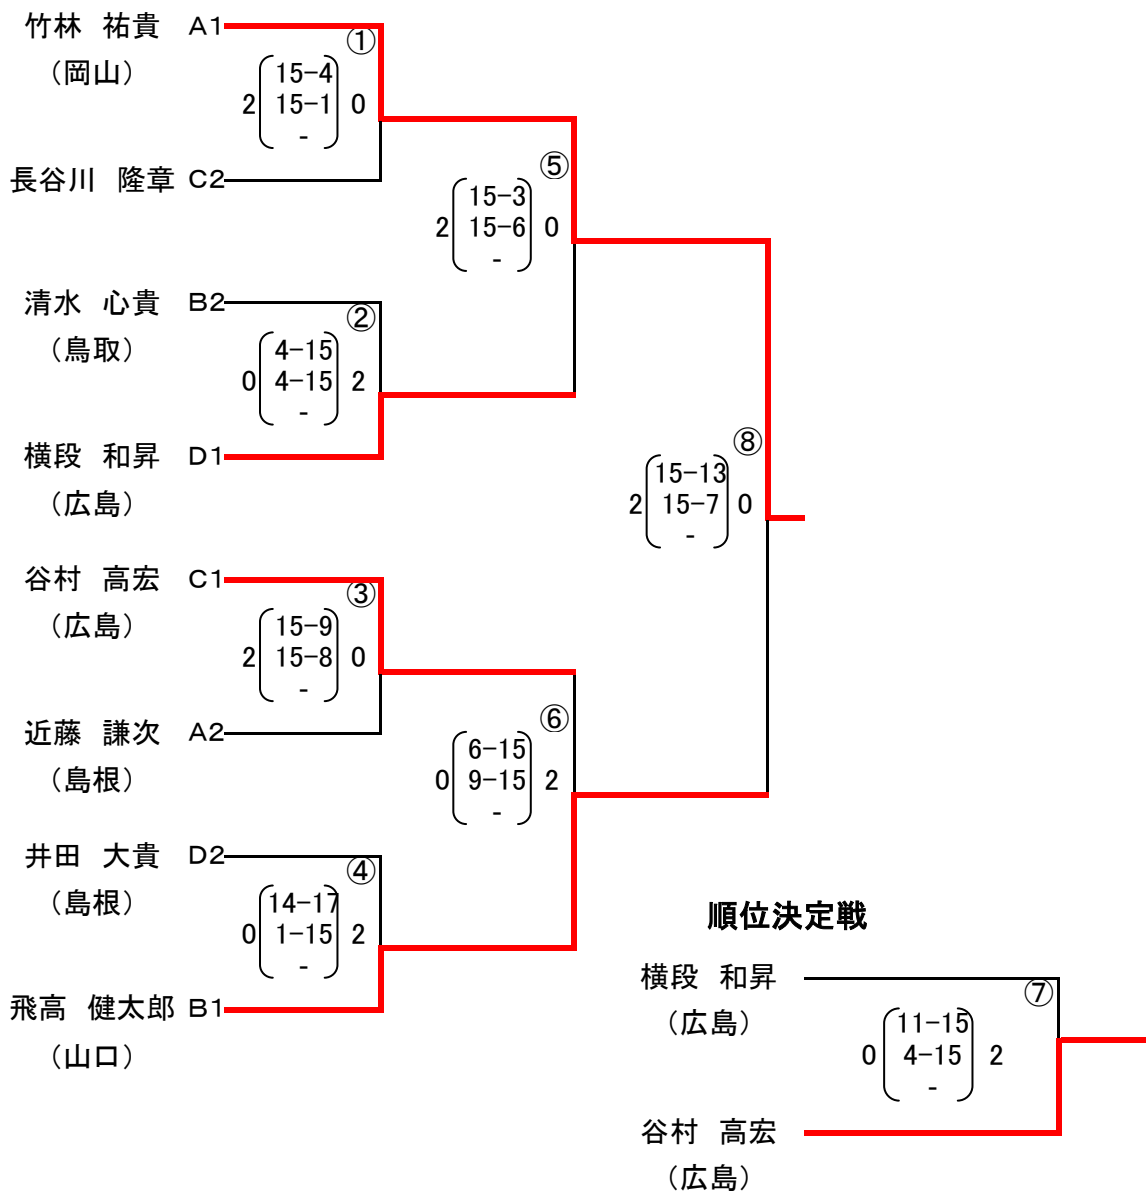 竹林　祐貴　A1
①
（岡山）
15-4
2 15-1 0
-
長谷川　隆章 C2
⑤
15-3
2 15-6 0
-
清水　心貴　B2
②
（鳥取）
4-15
0 4-15 2
-
横段　和昇　D1
（広島）
⑧
15-13
2 15-7 0
-
谷村　高宏　C1
③
（広島）
15-9
2 15-8 0
-
近藤　謙次　A2
（島根）
⑥
6-15
0 9-15 2
-
井田　大貴　D2
④
（島根）
14-17
0 1-15 2
-
飛高　健太郎 B1
（山口）
順位決定戦
横段　和昇
⑦
（広島）
11-15
0 4-15 2
-
谷村　高宏
（広島）